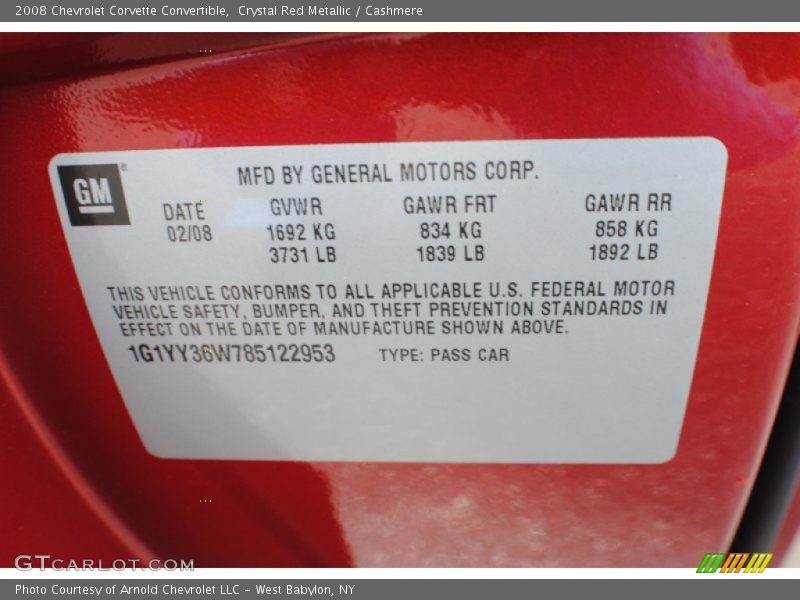 2008 Chevrolet Corvette Convertible,  Crystal Red Metallic / Cashmere
MFD BY GENERAL MOTORS CORP.
GM®
DATE GVWR GAWR FRT GAWR RR
02/08 1692 KG 834 KG 858 KG
3731 LB 1839 LB 1892 LB
THIS VEHICLE CONFORMS TO ALL APPLICABLE U.S. FEDERAL MOTOR
VEHICLE SAFETY, BUMPER, AND THEFT PREVENTION STANDARDS IN
EFFECT ON THE DATE OF MANUFACTURE SHOWN ABOVE.
1G1YY36W785122953 TYPE: PASS CAR
GTCARLOT.COM
Photo Courtesy of Arnold Chevrolet LLC - West Babylon, NY